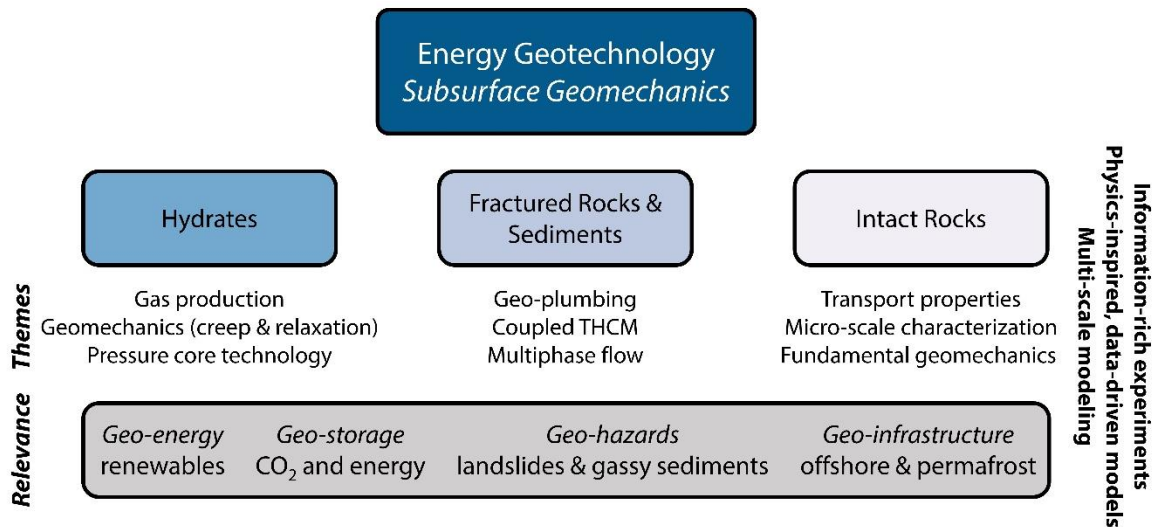 Energy Geotechnology
Subsurface Geomechanics
Hydrates
Fractured Rocks &
Sediments
Intact Rocks
Themes
Gas production
Geomechanics (creep & relaxation)
Pressure core technology
Geo-plumbing
Coupled THCM
Multiphase flow
Transport properties
Micro-scale characterization
Fundamental geomechanics
Relevance
Geo-energy
renewables
Geo-storage
CO₂ and energy
Geo-hazards
landslides & gassy sediments
Geo-infrastructure
offshore & permafrost
Information-rich experiments
Physics-inspired, data-driven models
Multi-scale modeling